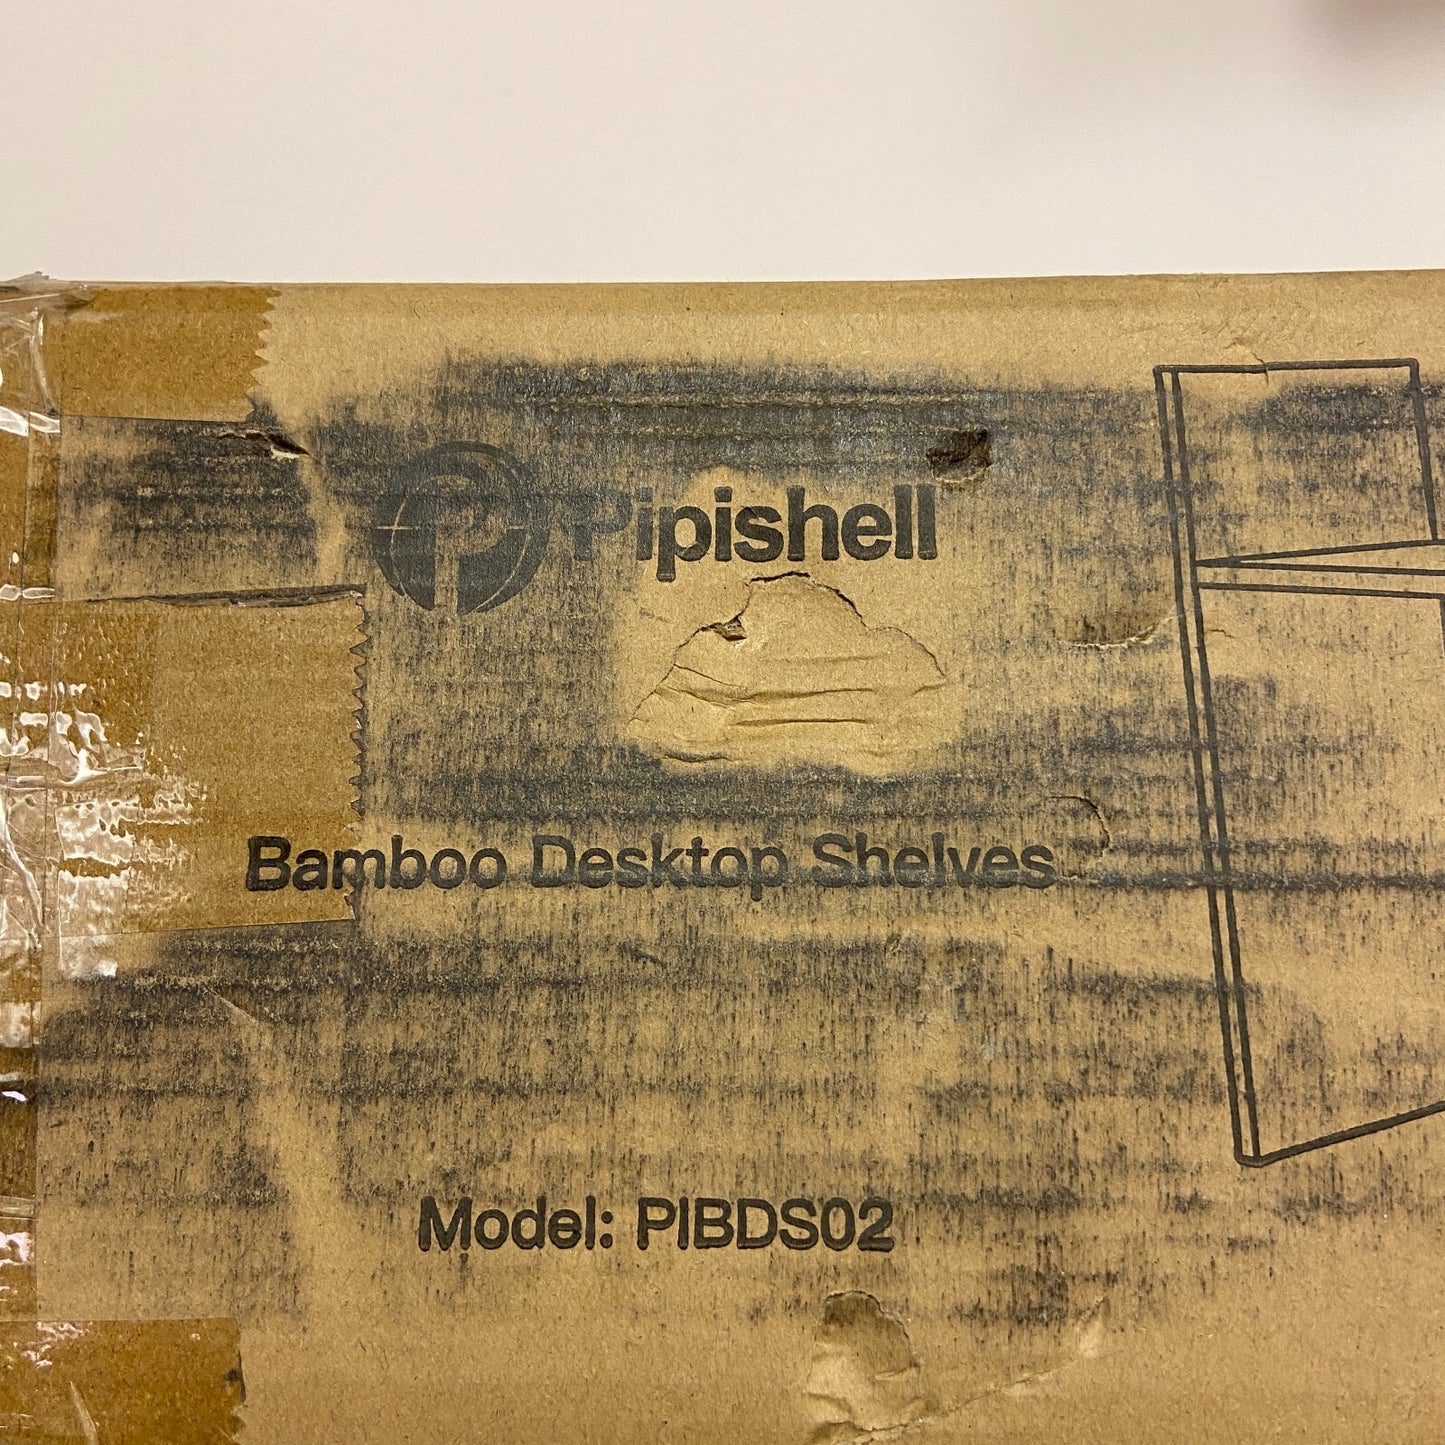 Pipishell
Bamboo Desktop Shelves
Model: PIBDS02